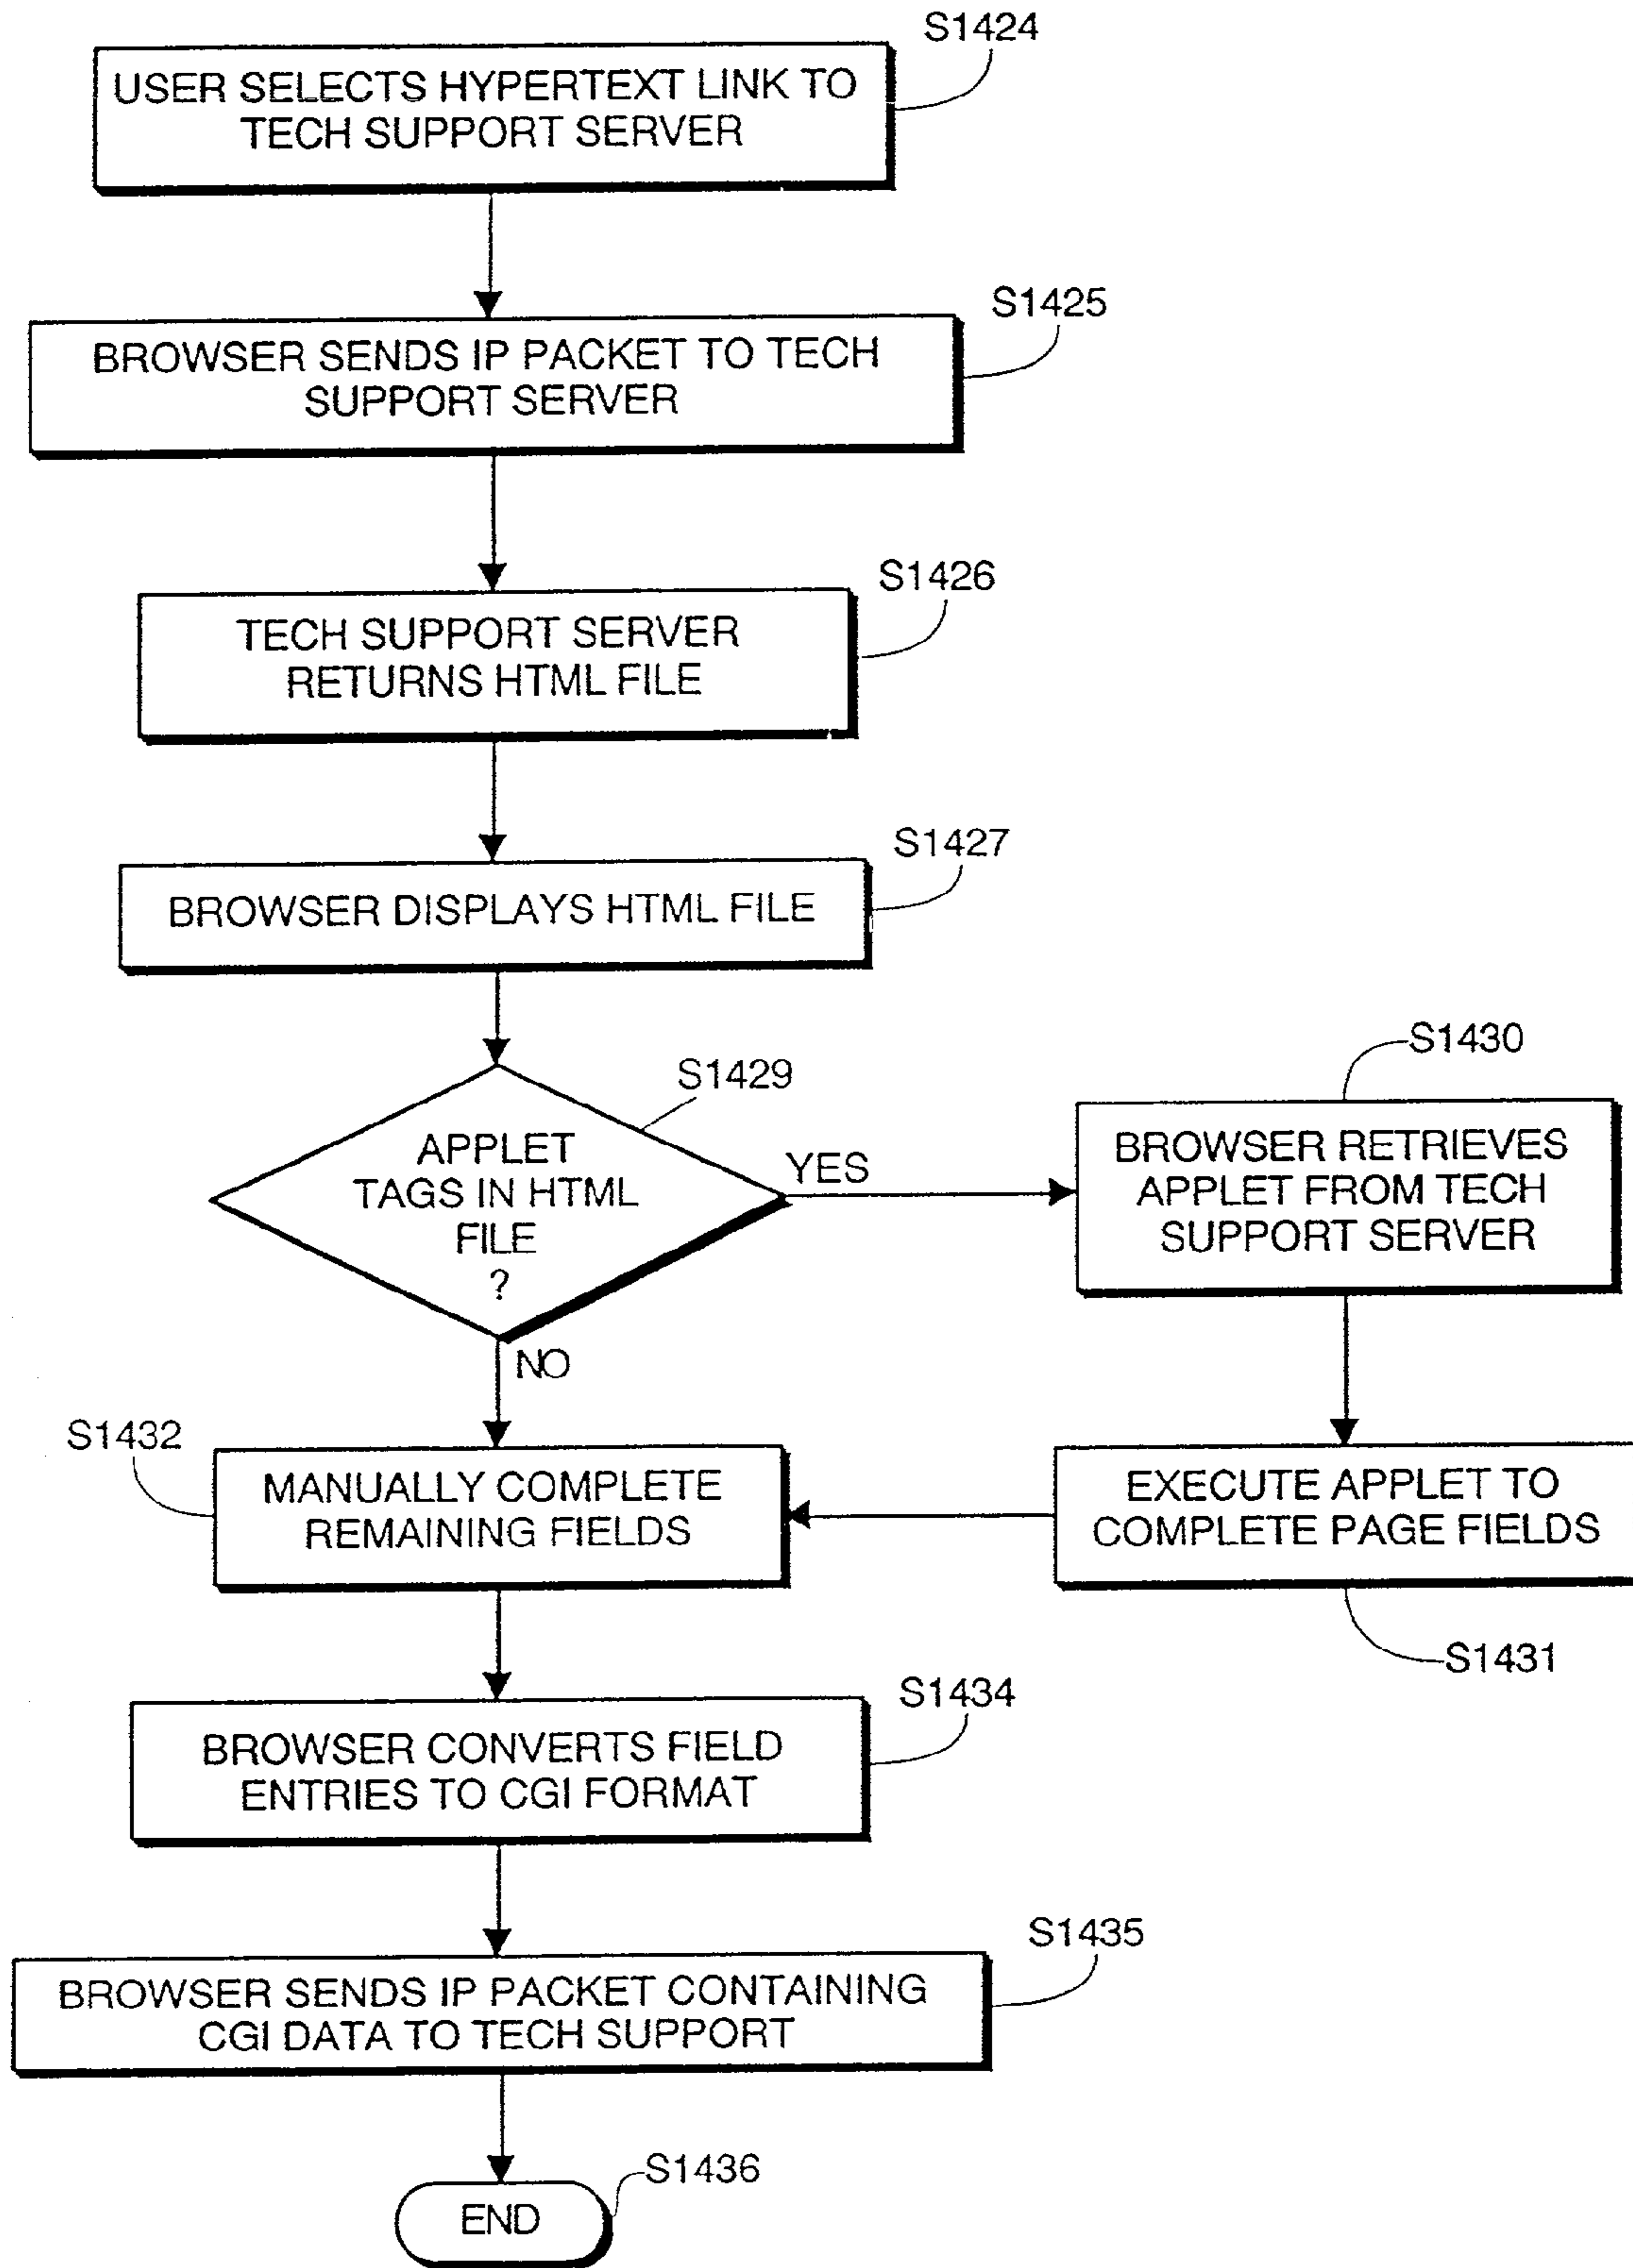 S1424
USER SELECTS HYPERTEXT LINK TO
TECH SUPPORT SERVER
S1425
BROWSER SENDS IP PACKET TO TECH
SUPPORT SERVER
S1426
TECH SUPPORT SERVER
RETURNS HTML FILE
S1427
BROWSER DISPLAYS HTML FILE
S1429
APPLET
TAGS IN HTML
FILE
?
YES
NO
S1430
BROWSER RETRIEVES
APPLET FROM TECH
SUPPORT SERVER
EXECUTE APPLET TO
COMPLETE PAGE FIELDS
S1431
S1432
MANUALLY COMPLETE
REMAINING FIELDS
S1434
BROWSER CONVERTS FIELD
ENTRIES TO CGI FORMAT
S1435
BROWSER SENDS IP PACKET CONTAINING
CGI DATA TO TECH SUPPORT
S1436
END